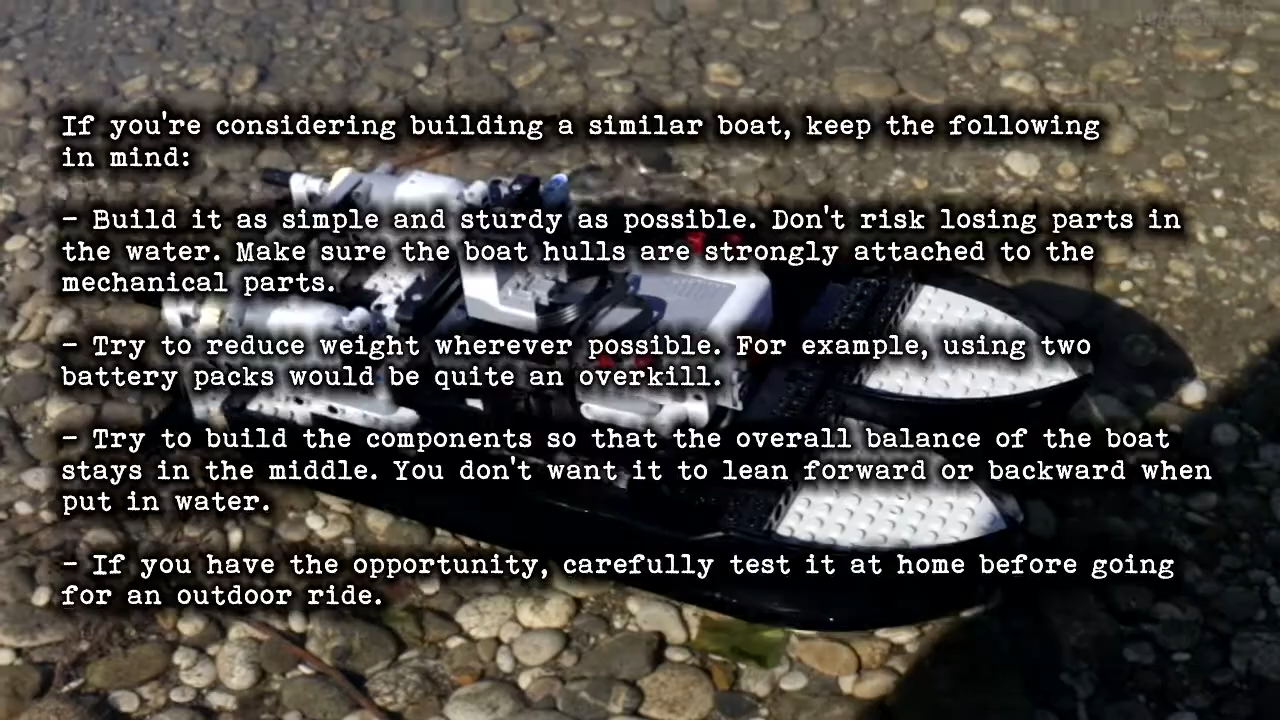 If you're considering building a similar boat, keep the following
in mind:
- Build it as simple and sturdy as possible. Don't risk losing parts in
the water. Make sure the boat hulls are strongly attached to the
mechanical parts.
- Try to reduce weight wherever possible. For example, using two
battery packs would be quite an overkill.
- Try to build the components so that the overall balance of the boat
stays in the middle. You don't want it to lean forward or backward when
put in water.
- If you have the opportunity, carefully test it at home before going
for an outdoor ride.